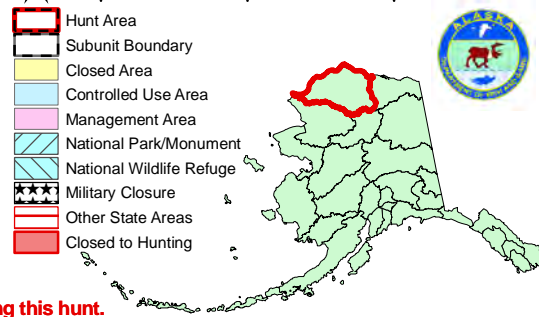 Hunt Area
Subunit Boundary
Closed Area
Controlled Use Area
Management Area
National Park/Monument
National Wildlife Refuge
Military Closure
Other State Areas
Closed to Hunting
ALASKA
this hunt.